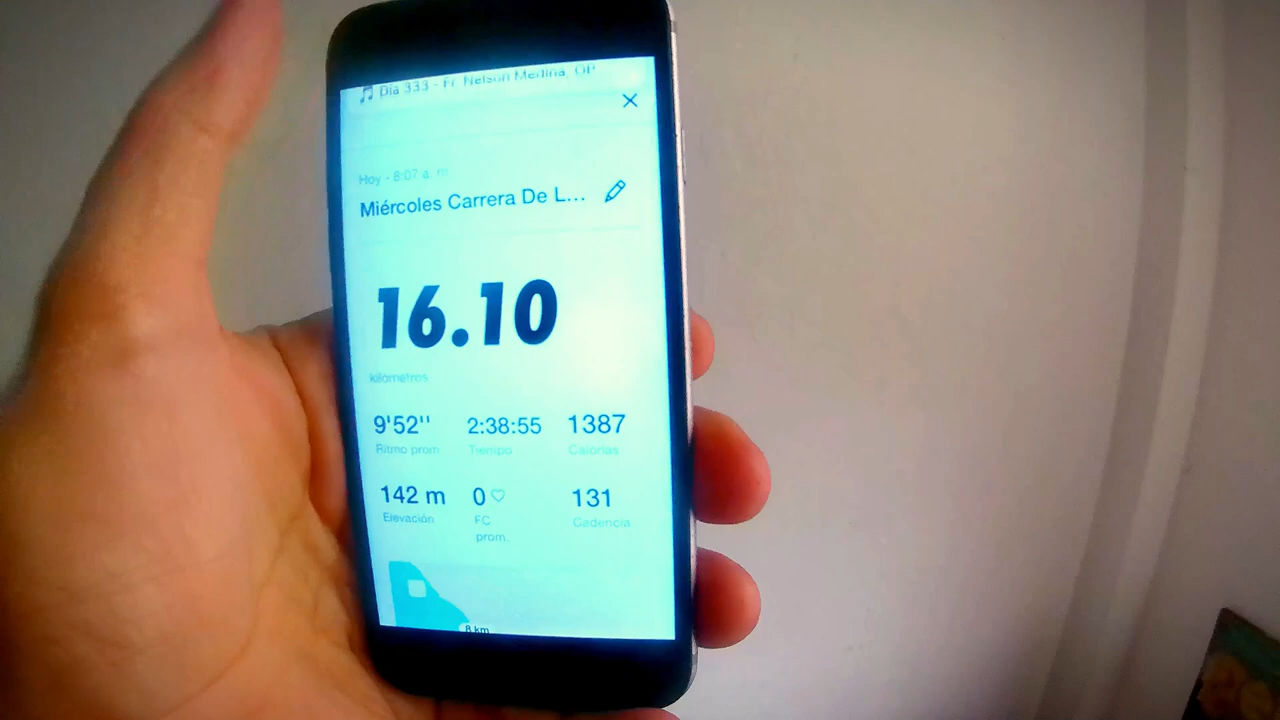 Día 333 - Fr. Nelson Medina, OP
Hoy - 8:07 a. m.
Miércoles Carrera De L...
16.10
kilómetros
9'52'' 2:38:55 1387
Ritmo prom. Tiempo Calorías
142 m 0 131
Elevación FC prom. Cadencia
8 km